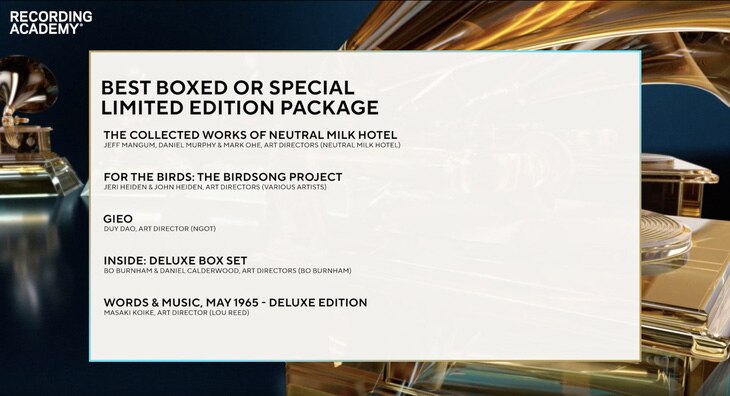 RECORDING
ACADEMY®
BEST BOXED OR SPECIAL
LIMITED EDITION PACKAGE
THE COLLECTED WORKS OF NEUTRAL MILK HOTEL
JEFF MANGUM, DANIEL MURPHY & MARK OHE, ART DIRECTORS (NEUTRAL MILK HOTEL)
FOR THE BIRDS: THE BIRDSONG PROJECT
JERI HEIDEN & JOHN HEIDEN, ART DIRECTORS (VARIOUS ARTISTS)
GIEO
DUY DAO, ART DIRECTOR (NGOT)
INSIDE: DELUXE BOX SET
BO BURNHAM & DANIEL CALDERWOOD, ART DIRECTORS (BO BURNHAM)
WORDS & MUSIC, MAY 1965 - DELUXE EDITION
MASAKI KOIKE, ART DIRECTOR (LOU REED)